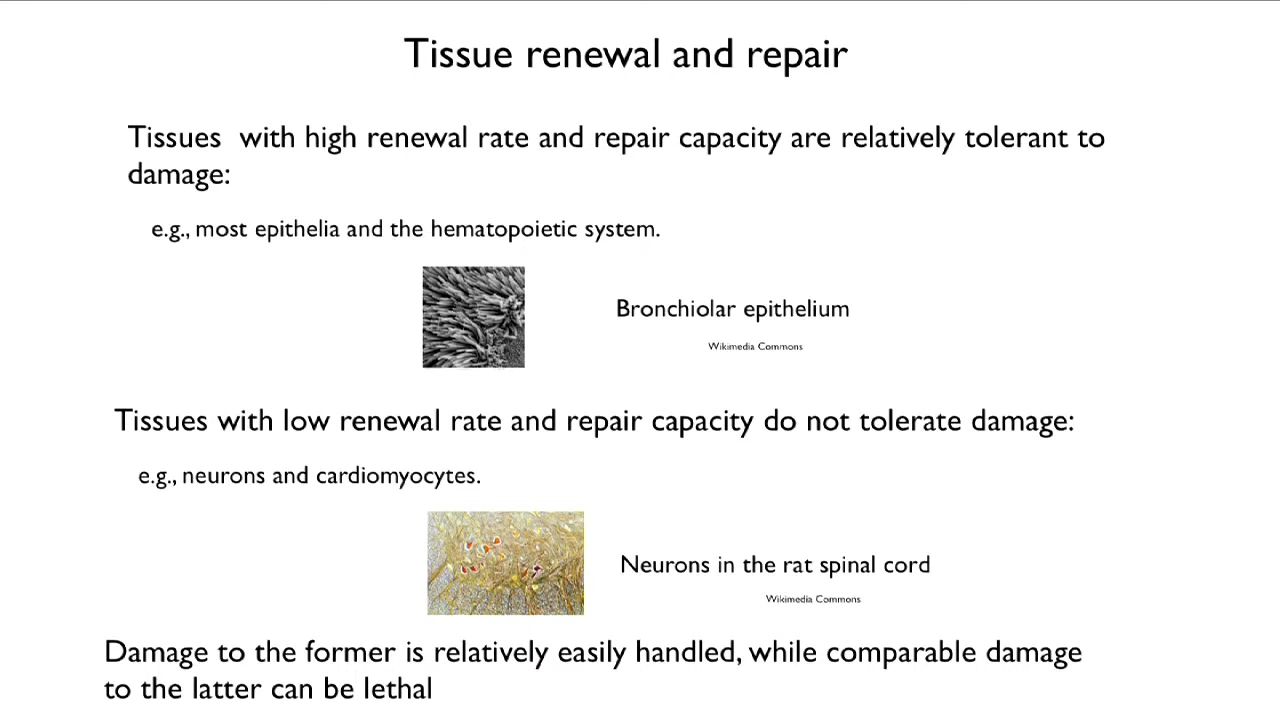 Tissue renewal and repair
Tissues with high renewal rate and repair capacity are relatively tolerant to
damage:
e.g., most epithelia and the hematopoietic system.
Bronchiolar epithelium
Wikimedia Commons
Tissues with low renewal rate and repair capacity do not tolerate damage:
e.g., neurons and cardiomyocytes.
Neurons in the rat spinal cord
Wikimedia Commons
Damage to the former is relatively easily handled, while comparable damage
to the latter can be lethal